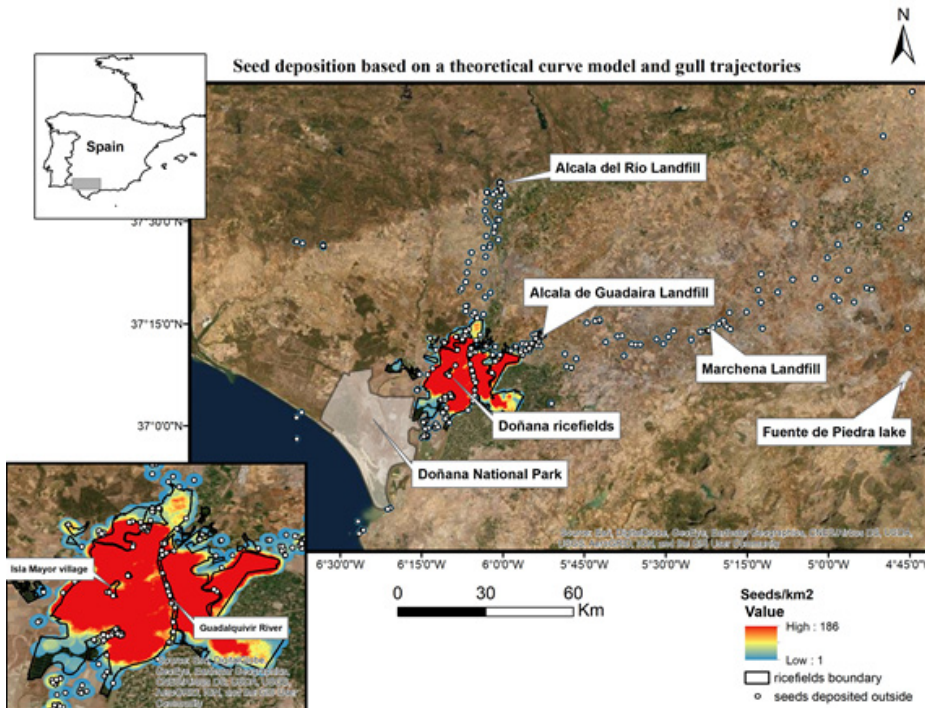 N
Seed deposition based on a theoretical curve model and gull trajectories
Spain
Alcala del Río Landfill
37°30'0"N
Alcala de Guadaira Landfill
37°15'0"N
Marchena Landfill
Doñana ricefields
37°0'0"N
Fuente de Piedra lake
Doñana National Park
Isla Mayor village
Guadalquivir River
6°30'0"W
6°15'0"W
6°0'0"W
5°45'0"W
5°30'0"W
5°15'0"W
5°0'0"W
4°45'0"W
0
30
60
Km
Seeds/km2
Value
High : 186
Low : 1
ricefields boundary
seeds deposited outside